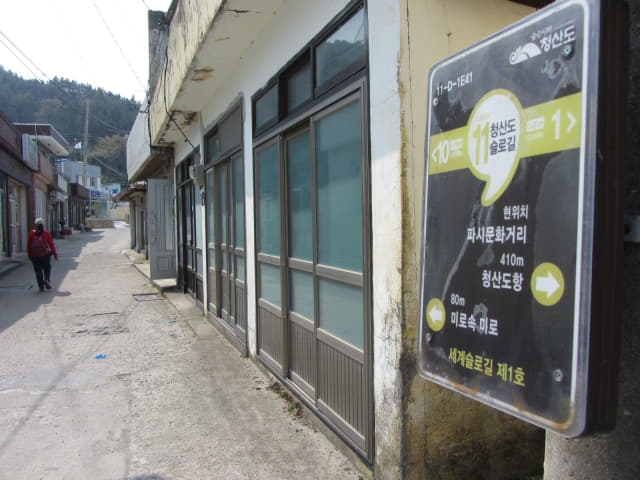 청산도
11-D-1E41
<10
11 청산도
슬로길
1>
현위치
파시문화거리
410m
청산도항
80m
미로속 미로
세계슬로길 제1호